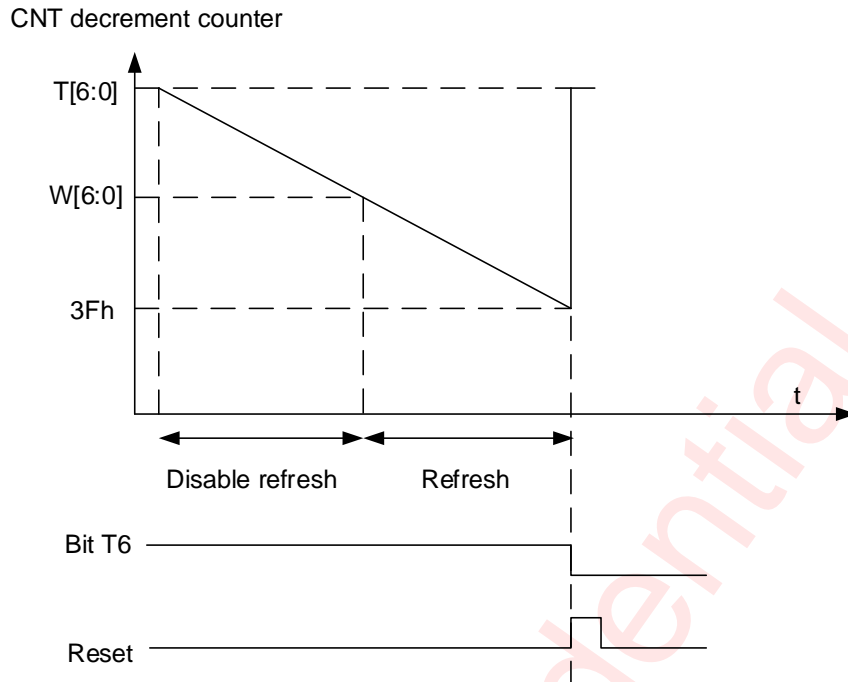 CNT decrement counter
T[6:0]
W[6:0]
3Fh
t
Disable refresh
Refresh
Bit T6
Reset